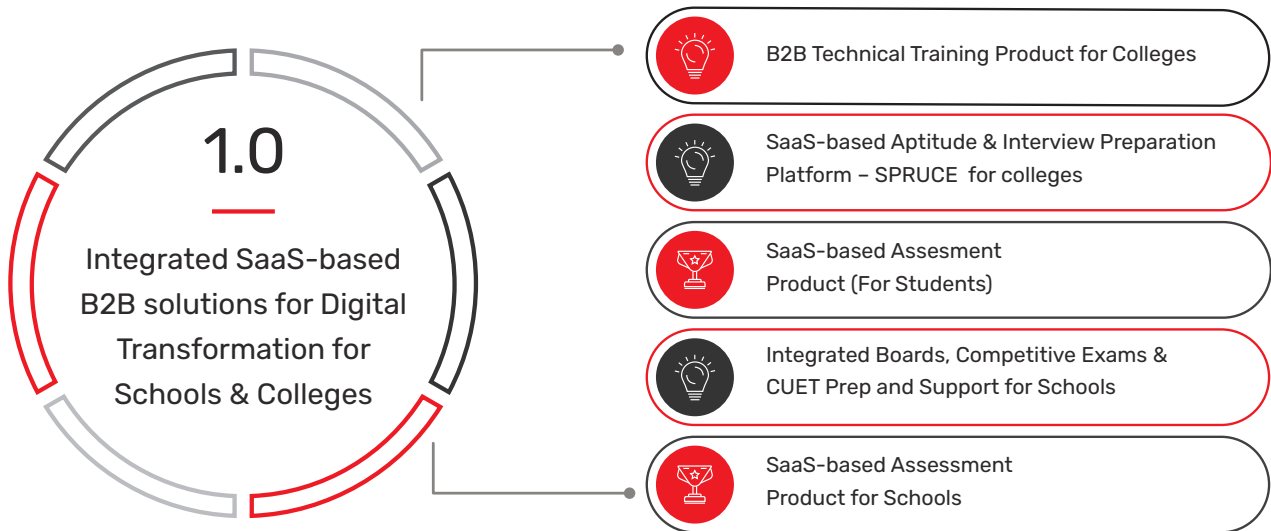 1.0
Integrated SaaS-based
B2B solutions for Digital
Transformation for
Schools & Colleges
B2B Technical Training Product for Colleges
SaaS-based Aptitude & Interview Preparation
Platform – SPRUCE for colleges
SaaS-based Assesment
Product (For Students)
Integrated Boards, Competitive Exams &
CUET Prep and Support for Schools
SaaS-based Assessment
Product for Schools